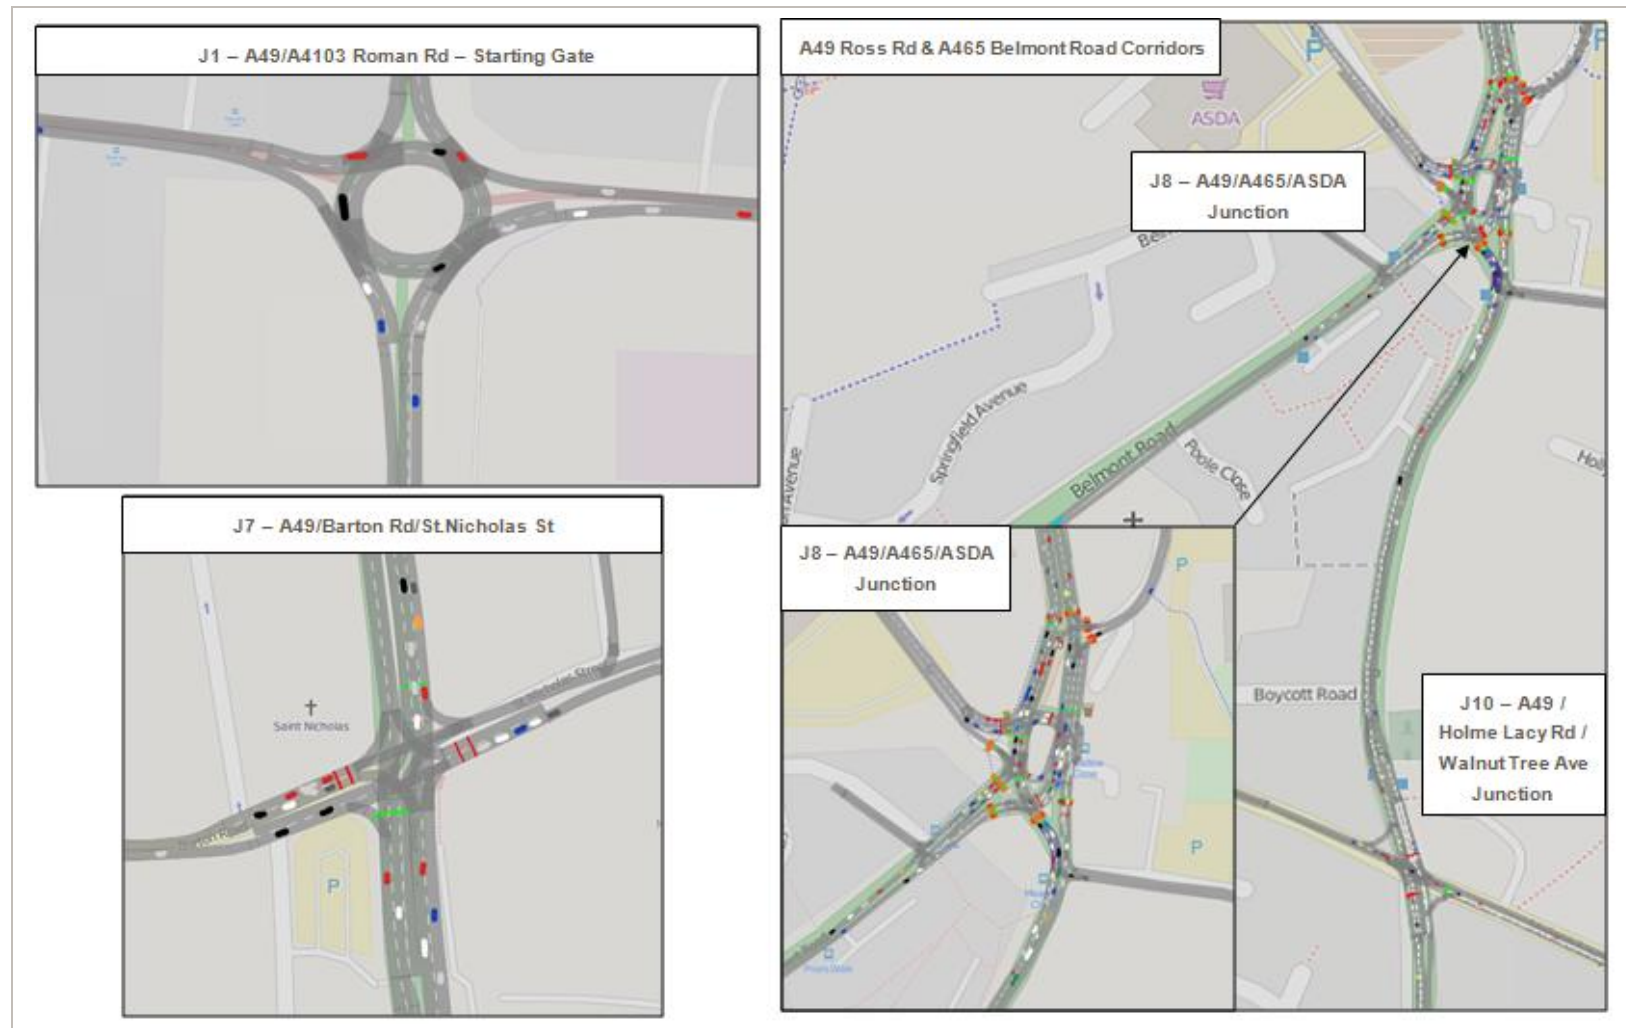 J1 – A49/A4103 Roman Rd – Starting Gate
A49 Ross Rd & A465 Belmont Road Corridors
P
P
ASDA
J8 – A49/A465/ASDA
Junction
Springfield Avenue
Belmont Road
Poole Close
Avenue
J7 – A49/Barton Rd/St.Nicholas St
J8 – A49/A465/ASDA
Junction
P
P
Saint Nicholas
P
Boycott Road
J10 – A49 /
Holme Lacy Rd /
Walnut Tree Ave
Junction